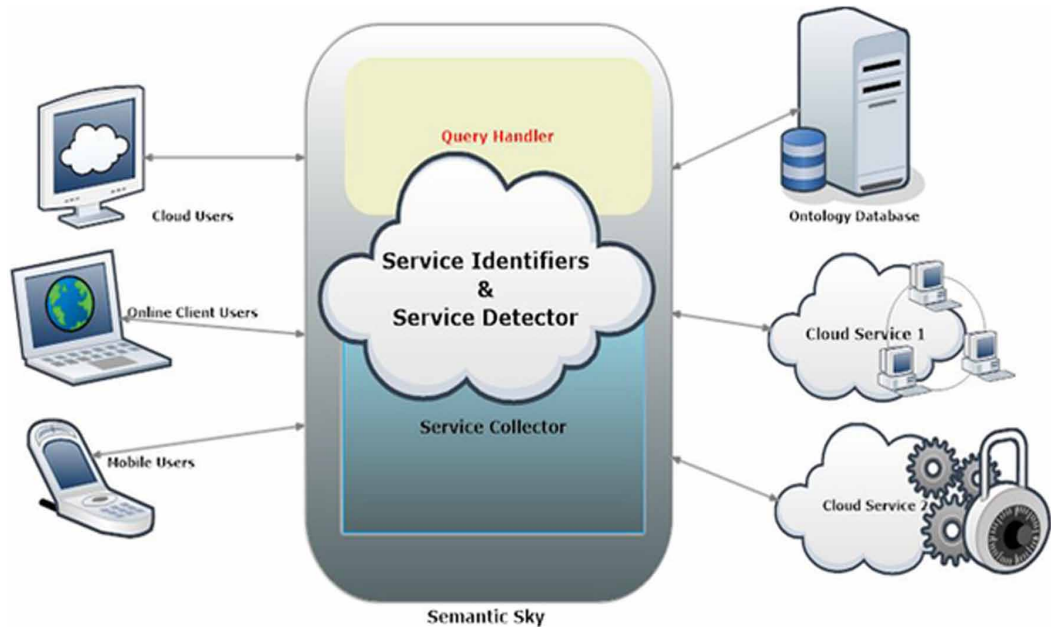 Query Handler
Cloud Users
Ontology Database
Service Identifiers
&
Service Detector
Online Client Users
Cloud Service 1
Service Collector
Mobile Users
Cloud Service 2
Semantic Sky